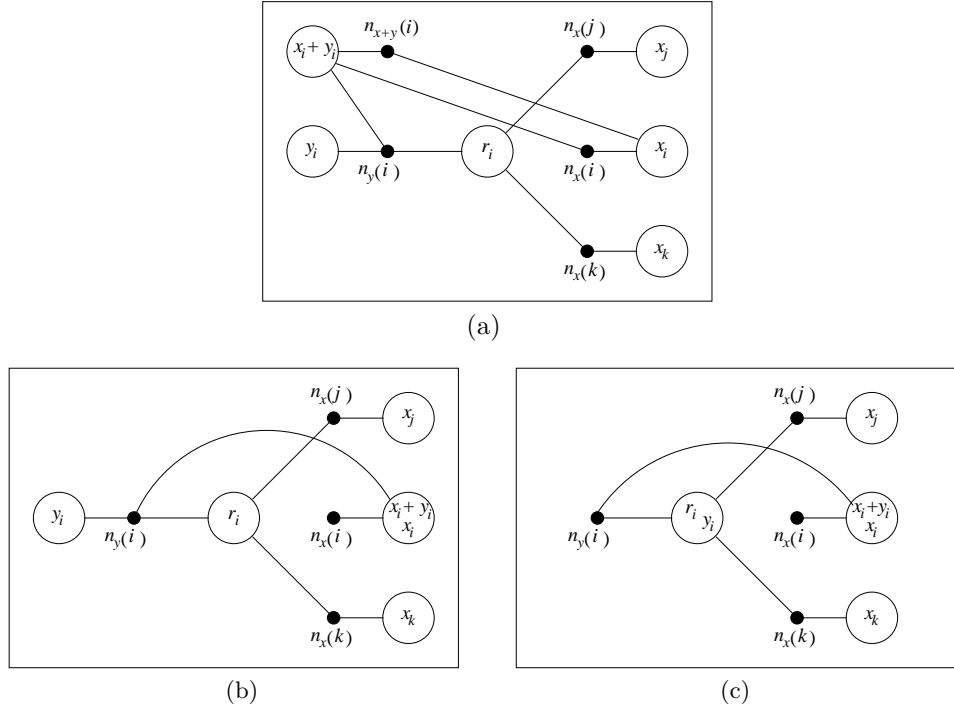 n_{x+y}(i)
n_x(j)
x_i + y_i
x_j
y_i
r_i
x_i
n_y(i)
n_x(i)
x_k
n_x(k)
(a)
n_x(j)
x_j
y_i
r_i
x_i + y_i
x_i
n_y(i)
n_x(i)
x_k
n_x(k)
(b)
n_x(j)
x_j
r_i y_i
x_i+y_i
x_i
n_y(i)
n_x(i)
x_k
n_x(k)
(c)